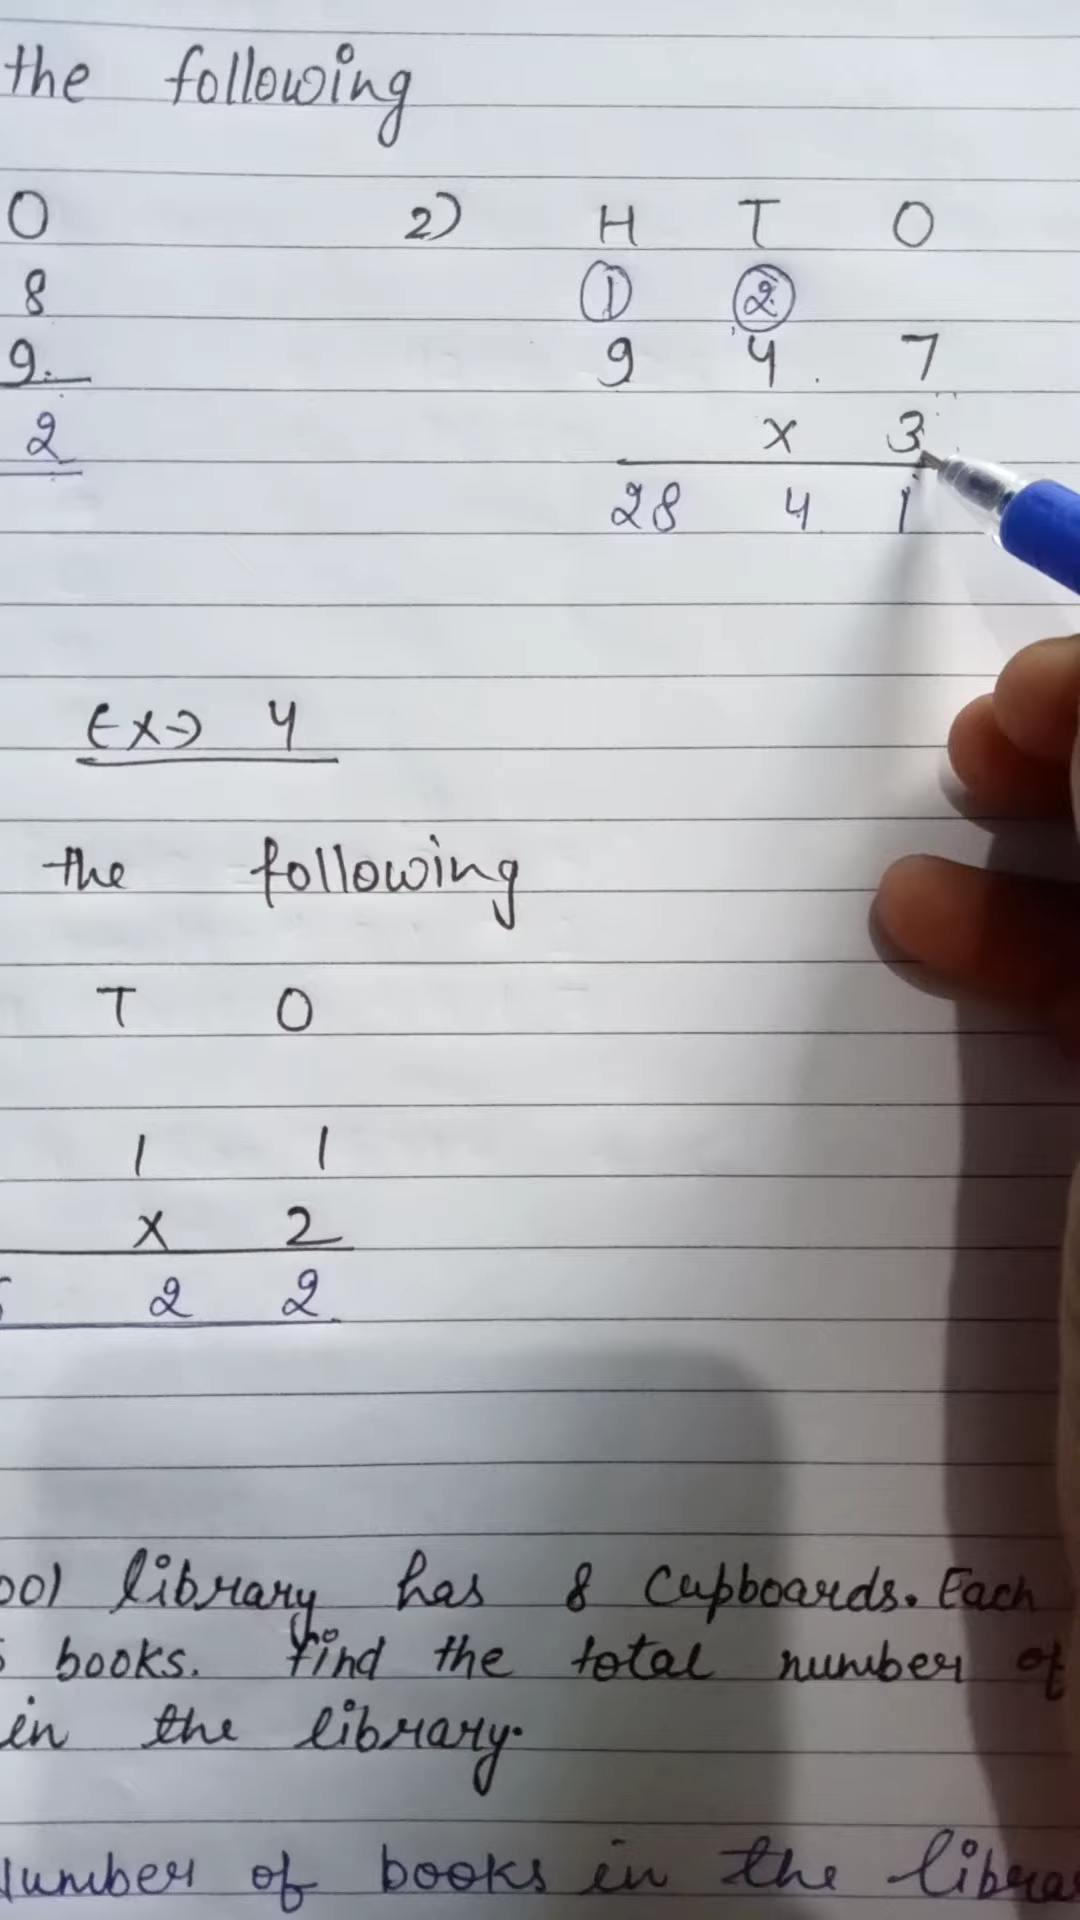 the following
O 2) H T O
8 1 2
9. 9 4 7
2 x 3
28 4 1
Ex→ 4
the following
T O
1 1
x 2
2 2
library has 8 Cupboards. Each
books. find the total number of
in the library.
Number of books in the